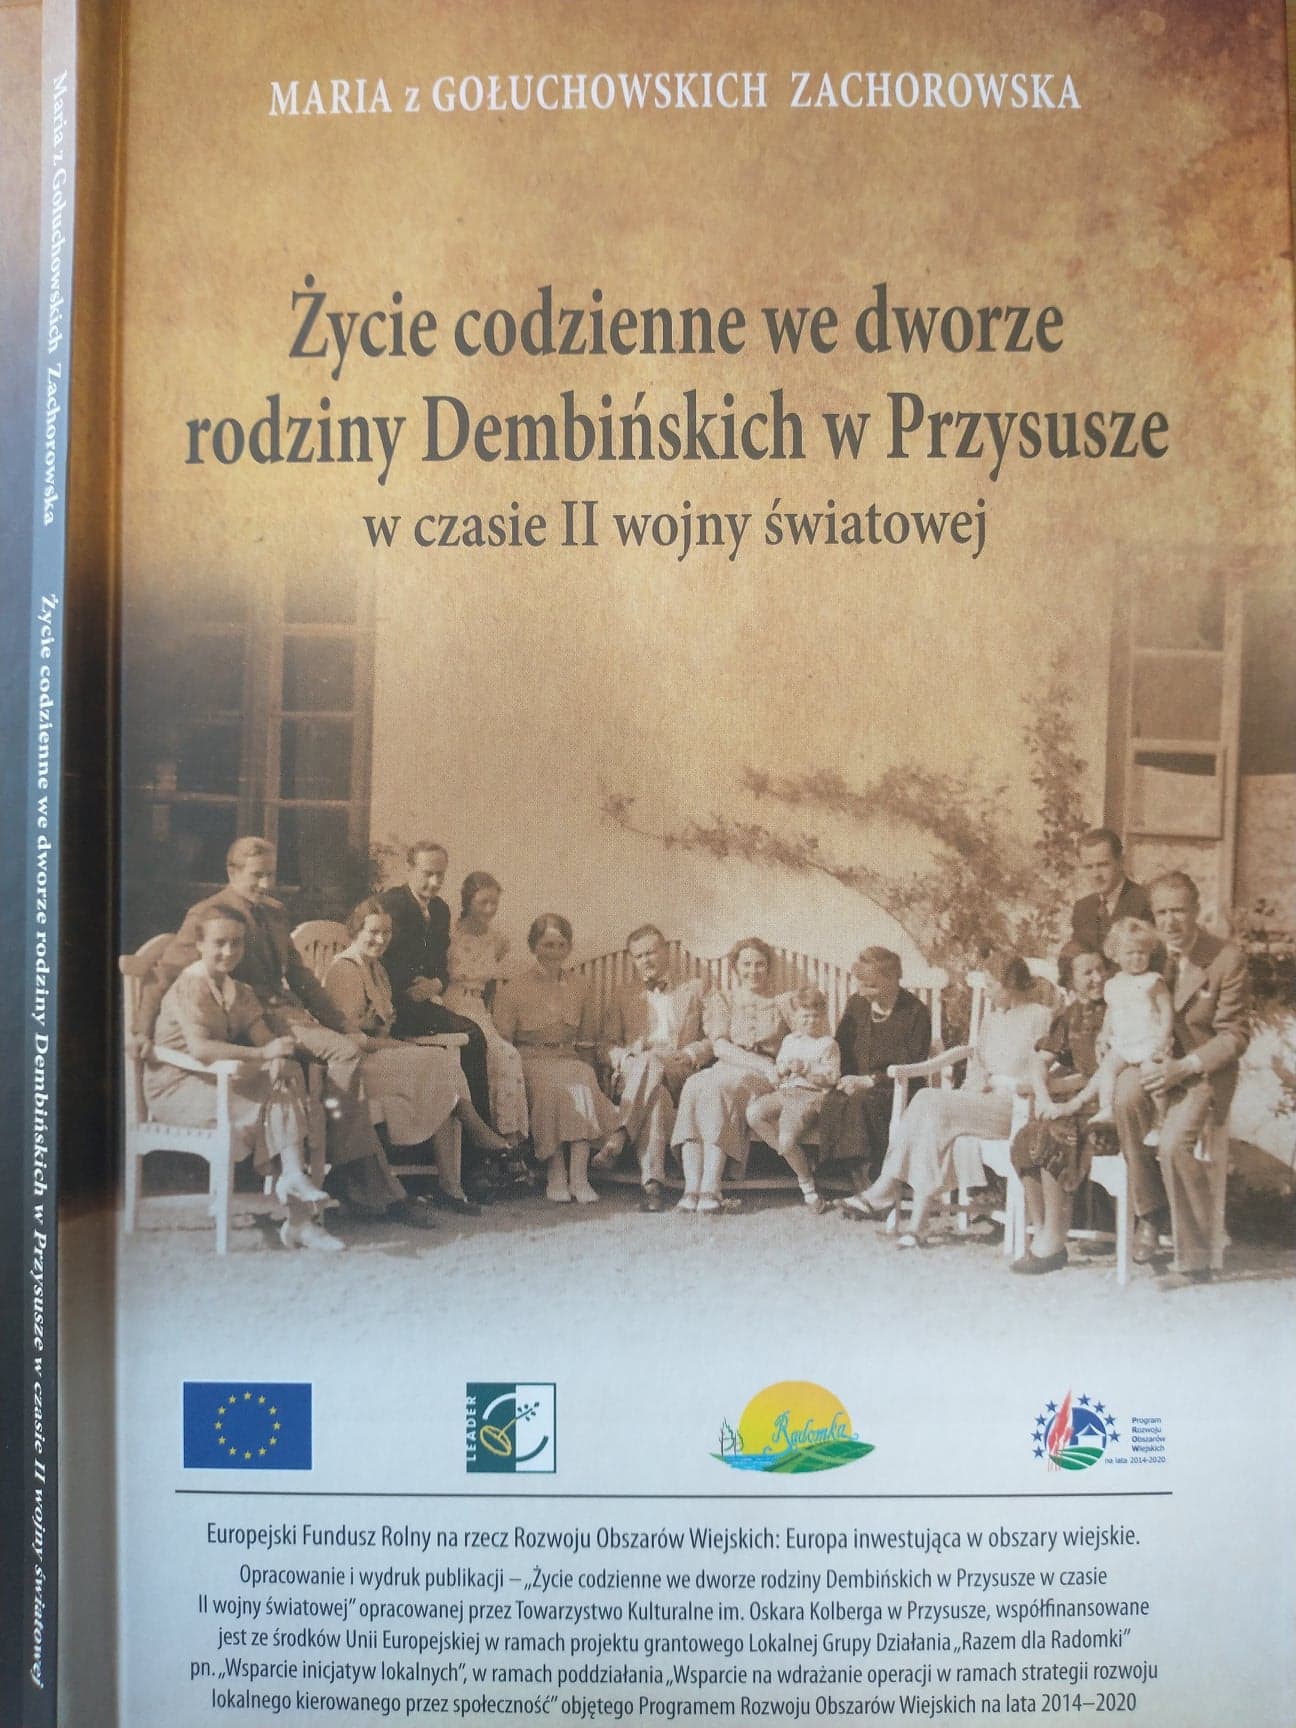 MARIA z GOŁUCHOWSKICH ZACHOROWSKA
Życie codzienne we dworze
rodziny Dembińskich w Przysusze
w czasie II wojny światowej
Maria z Gołuchowskich Zachorowska Życie codzienne we dworze rodziny Dembińskich w Przysusze w czasie II wojny światowej
LEADER
Radomka
Program
Rozwoju
Obszarów
Wiejskich
na lata 2014-2020
Europejski Fundusz Rolny na rzecz Rozwoju Obszarów Wiejskich: Europa inwestująca w obszary wiejskie.
Opracowanie i wydruk publikacji – „Życie codzienne we dworze rodziny Dembińskich w Przysusze w czasie
II wojny światowej” opracowanej przez Towarzystwo Kulturalne im. Oskara Kolberga w Przysusze, współfinansowane
jest ze środków Unii Europejskiej w ramach projektu grantowego Lokalnej Grupy Działania „Razem dla Radomki”
pn. „Wsparcie inicjatyw lokalnych”, w ramach poddziałania „Wsparcie na wdrażanie operacji w ramach strategii rozwoju
lokalnego kierowanego przez społeczność” objętego Programem Rozwoju Obszarów Wiejskich na lata 2014–2020